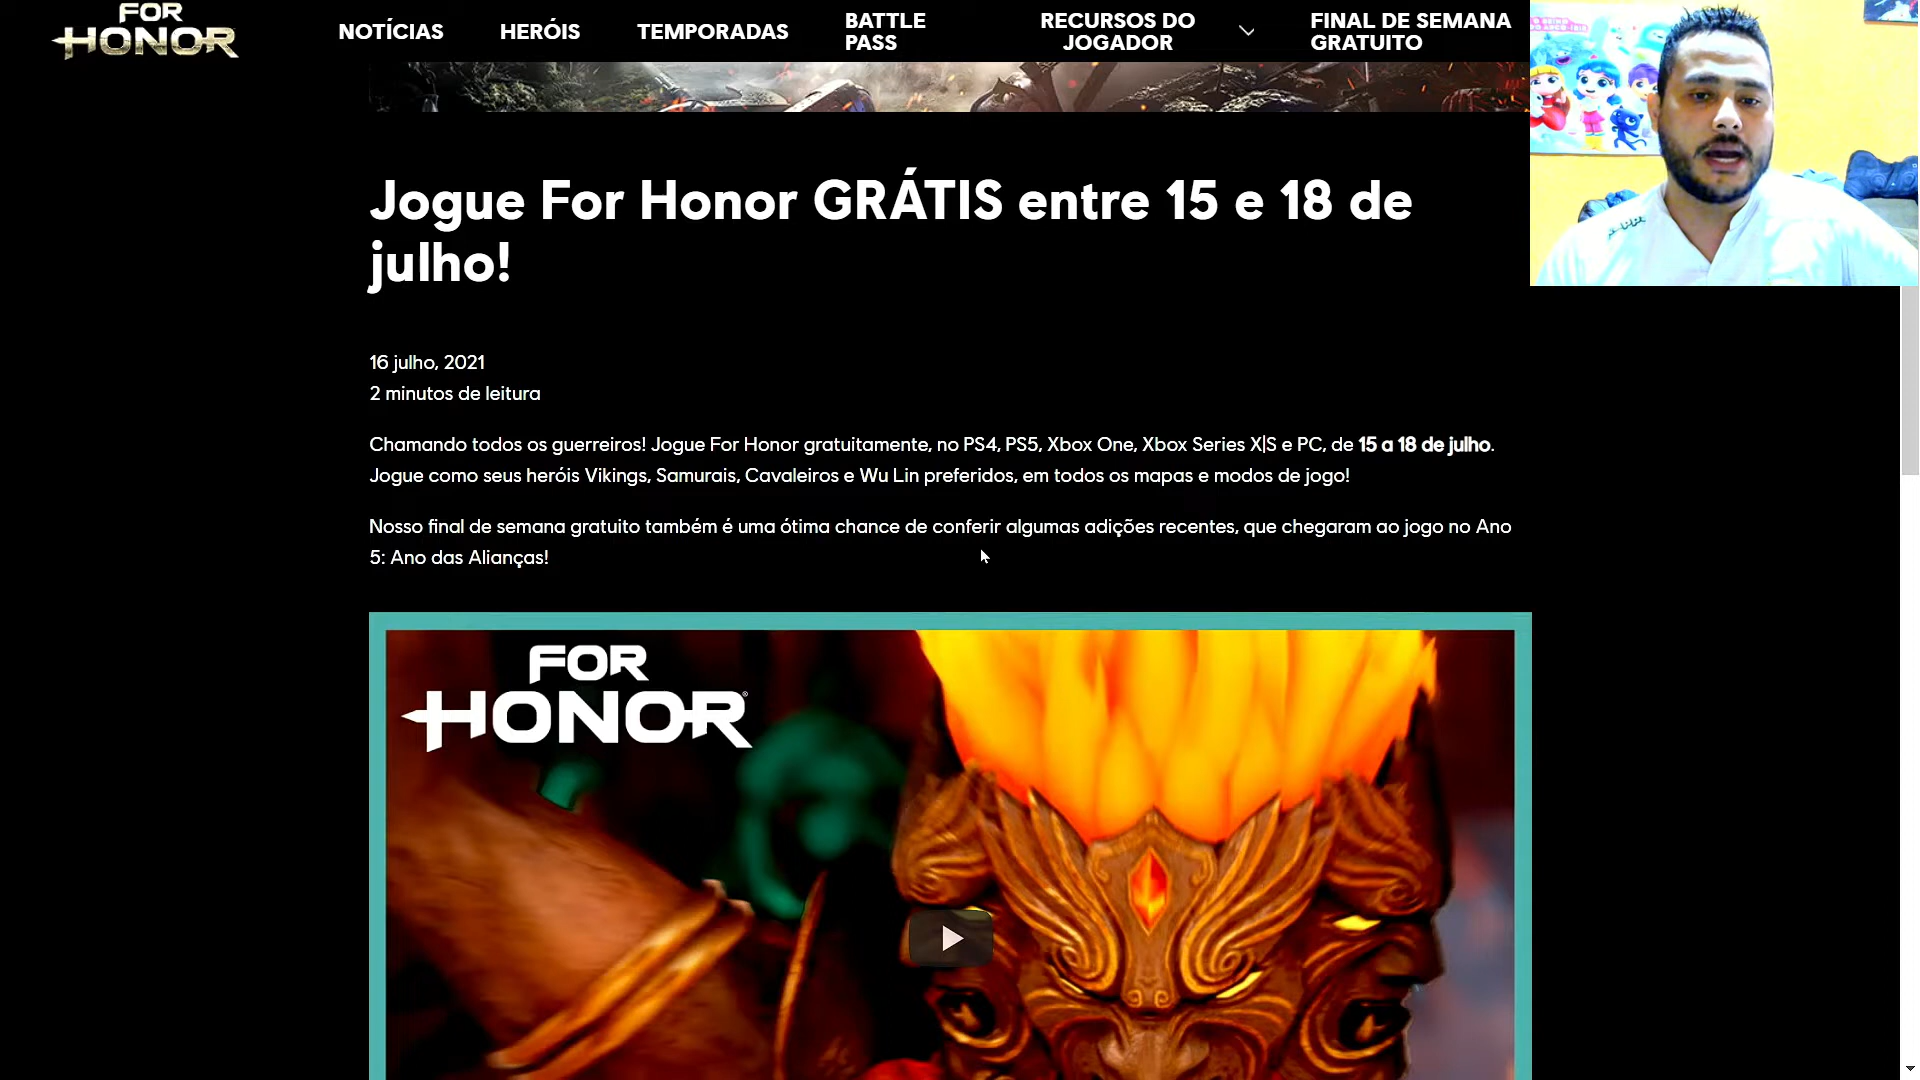 FOR
HONOR
NOTÍCIAS
HERÓIS
TEMPORADAS
BATTLE
PASS
RECURSOS DO
JOGADOR
FINAL DE SEMANA
GRATUITO
Jogue For Honor GRÁTIS entre 15 e 18 de
julho!
16 julho, 2021
2 minutos de leitura
Chamando todos os guerreiros! Jogue For Honor gratuitamente, no PS4, PS5, Xbox One, Xbox Series X|S e PC, de 15 a 18 de julho.
Jogue como seus heróis Vikings, Samurais, Cavaleiros e Wu Lin preferidos, em todos os mapas e modos de jogo!
Nosso final de semana gratuito também é uma ótima chance de conferir algumas adições recentes, que chegaram ao jogo no Ano
5: Ano das Alianças!
FOR
HONOR®